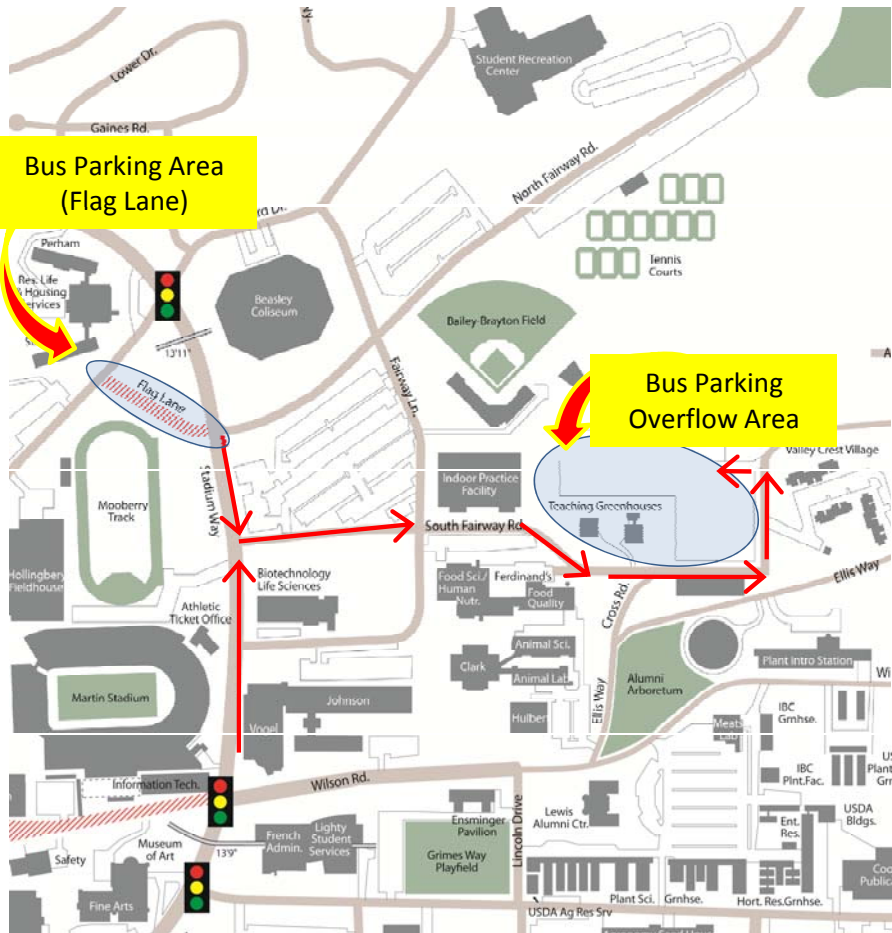 Student Recreation
Center
Lower Dr.
Gaines Rd.
Bus Parking Area
(Flag Lane)
North Fairway Rd.
Perham
Res. Life
Housing
Services
Beasley
Coliseum
Tennis
Courts
13'11"
Bailey-Brayton Field
Flag Lane
Fairway Ln.
Bus Parking
Overflow Area
Valley Crest Village
Stadium Way
Mooberry
Track
Indoor Practice
Facility
Teaching Greenhouses
South Fairway Rd.
Hollingbery
Fieldhouse
Biotechnology
Life Sciences
Food Sci./
Human
Nutr.
Ferdinand's
Food
Quality
Cross Rd.
Ellis Way
Athletic
Ticket Office
Animal Sci.
Clark
Animal Lab
Alumni
Arboretum
Plant Intro Station
Martin Stadium
Johnson
Vogel
Hulbert
Ellis Way
Meats
Lab
IBC
Grnhse.
Information Tech.
Wilson Rd.
IBC
Plnt.Fac.
Ensminger
Pavilion
Lincoln Drive
Lewis
Alumni Ctr.
Ent.
Res.
USDA
Bldgs.
Museum
of Art
13'9"
French
Admin.
Lighty
Student
Services
Grimes Way
Playfield
Safety
Fine Arts
Plant Sci.
Grnhse.
Hort. Res.Grnhse.
USDA Ag Res Srv